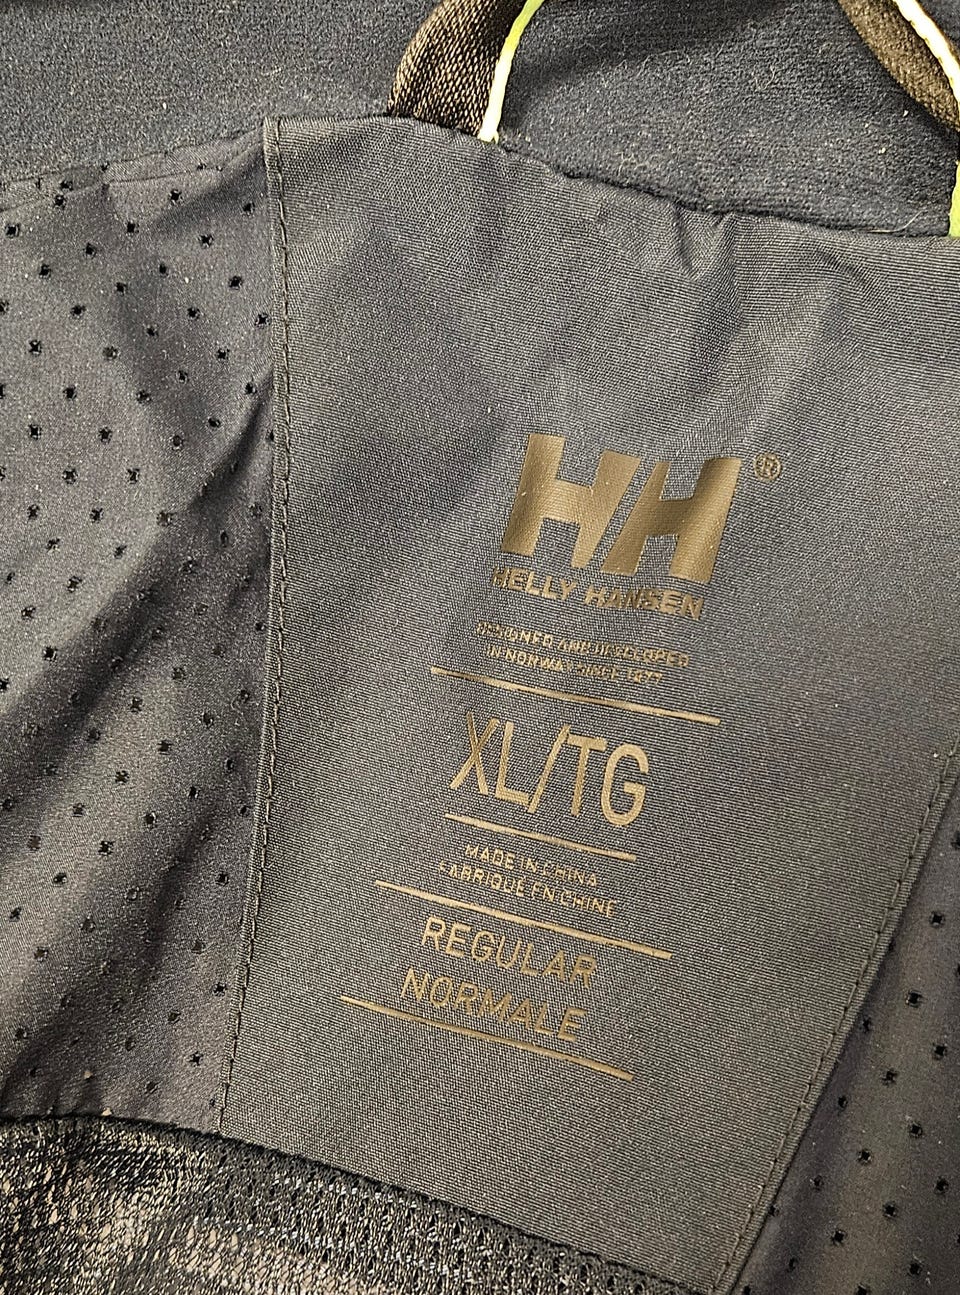 HH®
HELLY HANSEN
DESIGNED AND DEVELOPED
IN NORWAY SINCE 1877
XL/TG
MADE IN CHINA
FABRIQUÉ EN CHINE
REGULAR
NORMALE